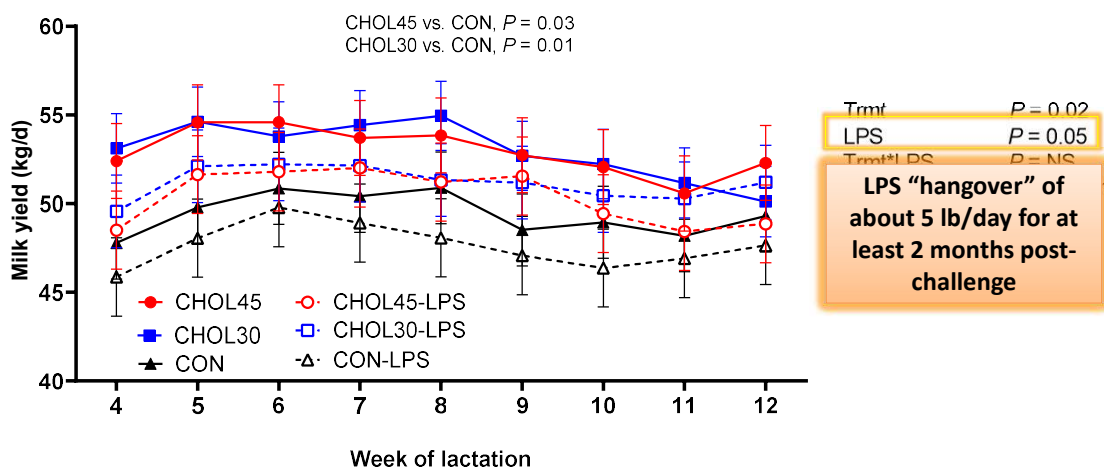 CHOL45 vs. CON, P = 0.03
CHOL30 vs. CON, P = 0.01
60
55
50
45
40
Milk yield (kg/d)
CHOL45
CHOL30
CON
CHOL45-LPS
CHOL30-LPS
CON-LPS
4 5 6 7 8 9 10 11 12
Week of lactation
Trmt P = 0.02
LPS P = 0.05
Trmt*LPS P = NS
LPS “hangover” of
about 5 lb/day for at
least 2 months post-
challenge